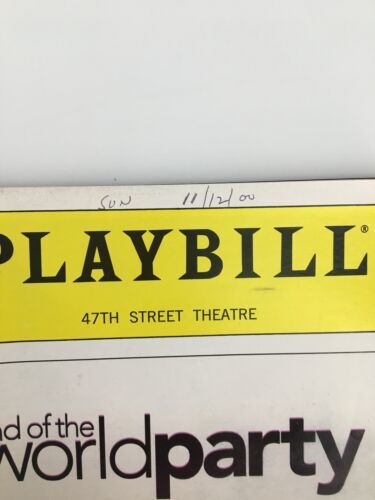 SUN 11/12/00
PLAYBILL®
47TH STREET THEATRE
nd of the
worldparty